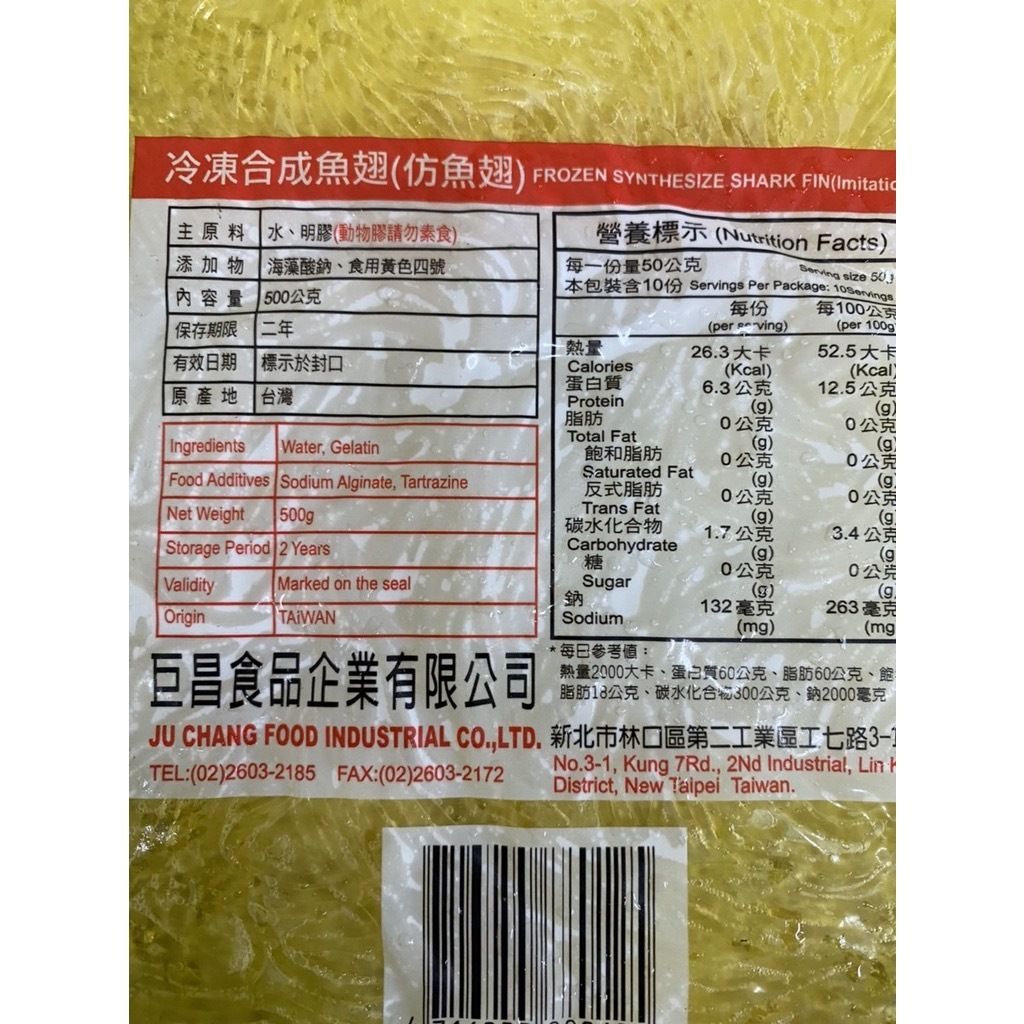 冷凍合成魚翅(仿魚翅) FROZEN SYNTHESIZE SHARK FIN(Imitatio
主原料 水、明膠(動物膠請勿素食)
添加物 海藻酸鈉、食用黃色四號
內容量 500公克
保存期限 二年
有效日期 標示於封口
原產地 台灣
Ingredients Water, Gelatin
Food Additives Sodium Alginate, Tartrazine
Net Weight 500g
Storage Period 2 Years
Validity Marked on the seal
Origin TAiWAN
營養標示 (Nutrition Facts)
每一份量50公克 Serving size 50g
本包裝含10份 Servings Per Package: 10Servings
每份 每100公克
(per serving) (per 100g)
熱量 26.3 大卡 52.5 大卡
Calories (Kcal) (Kcal)
蛋白質 6.3 公克 12.5 公克
Protein (g) (g)
脂肪 0 公克 0 公克
Total Fat (g) (g)
飽和脂肪 0 公克 0 公克
Saturated Fat (g) (g)
反式脂肪 0 公克 0 公克
Trans Fat (g) (g)
碳水化合物 1.7 公克 3.4 公克
Carbohydrate (g) (g
糖 0 公克 0 公克
Sugar (g) (g
鈉 132 毫克 263 毫克
Sodium (mg) (mg
*每日參考值：
熱量2000大卡、蛋白質60公克、脂肪60公克、飽
脂肪18公克、碳水化合物300公克、鈉2000毫克
巨昌食品企業有限公司
JU CHANG FOOD INDUSTRIAL CO.,LTD.
TEL:(02)2603-2185 FAX:(02)2603-2172
新北市林口區第二工業區工七路3-1
No.3-1, Kung 7Rd., 2Nd Industrial, Lin K
District, New Taipei Taiwan.